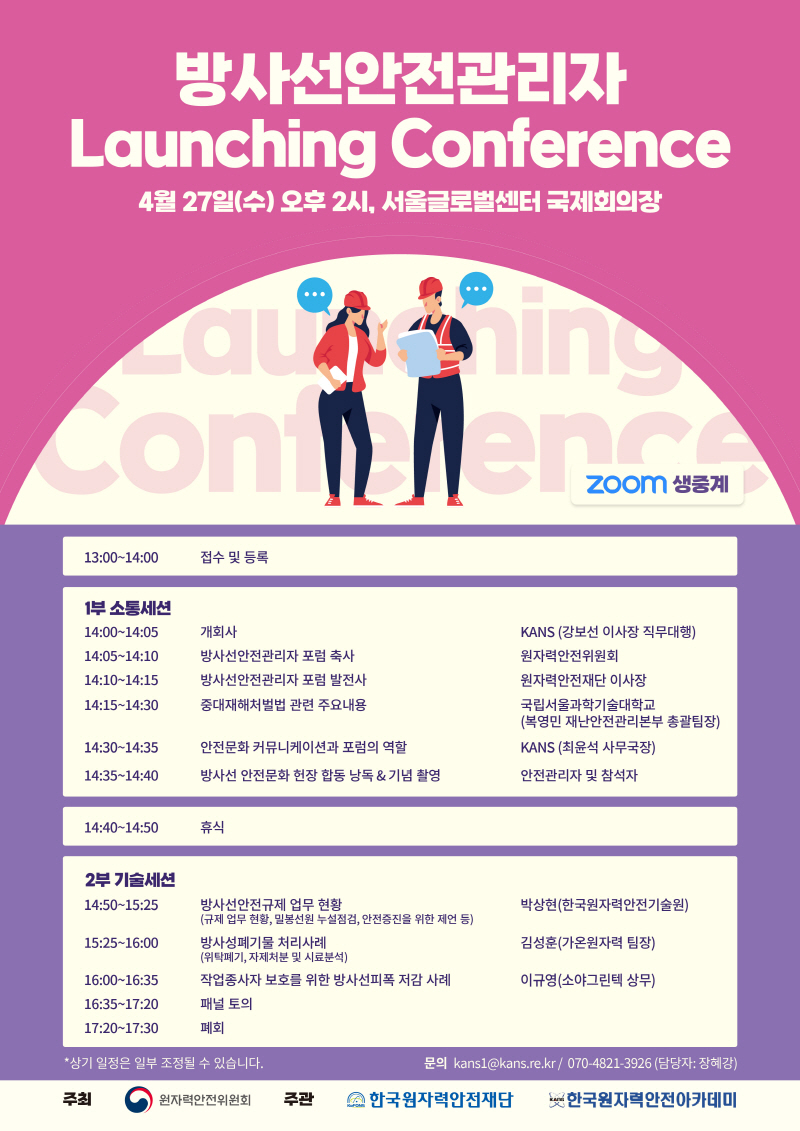 방사선안전관리자
Launching Conference
4월 27일(수) 오후 2시, 서울글로벌센터 국제회의장
Launching
Conference
zoom 생중계
13:00~14:00 접수 및 등록
1부 소통세션
14:00~14:05 개회사 KANS (강보선 이사장 직무대행)
14:05~14:10 방사선안전관리자 포럼 축사 원자력안전위원회
14:10~14:15 방사선안전관리자 포럼 발전사 원자력안전재단 이사장
14:15~14:30 중대재해처벌법 관련 주요내용 국립서울과학기술대학교
(복영민 재난안전관리본부 총괄팀장)
14:30~14:35 안전문화 커뮤니케이션과 포럼의 역할 KANS (최윤석 사무국장)
14:35~14:40 방사선 안전문화 헌장 합동 낭독 & 기념 촬영 안전관리자 및 참석자
14:40~14:50 휴식
2부 기술세션
14:50~15:25 방사선안전규제 업무 현황 박상현(한국원자력안전기술원)
(규제 업무 현황, 밀봉선원 누설점검, 안전증진을 위한 제언 등)
15:25~16:00 방사성폐기물 처리사례 김성훈(가온원자력 팀장)
(위탁폐기, 자체처분 및 시료분석)
16:00~16:35 작업종사자 보호를 위한 방사선피폭 저감 사례 이규영(소야그린텍 상무)
16:35~17:20 패널 토의
17:20~17:30 폐회
*상기 일정은 일부 조정될 수 있습니다. 문의 kans1@kans.re.kr / 070-4821-3926 (담당자: 장혜강)
주최 원자력안전위원회 주관 KoFONS 한국원자력안전재단 KANS 한국원자력안전아카데미